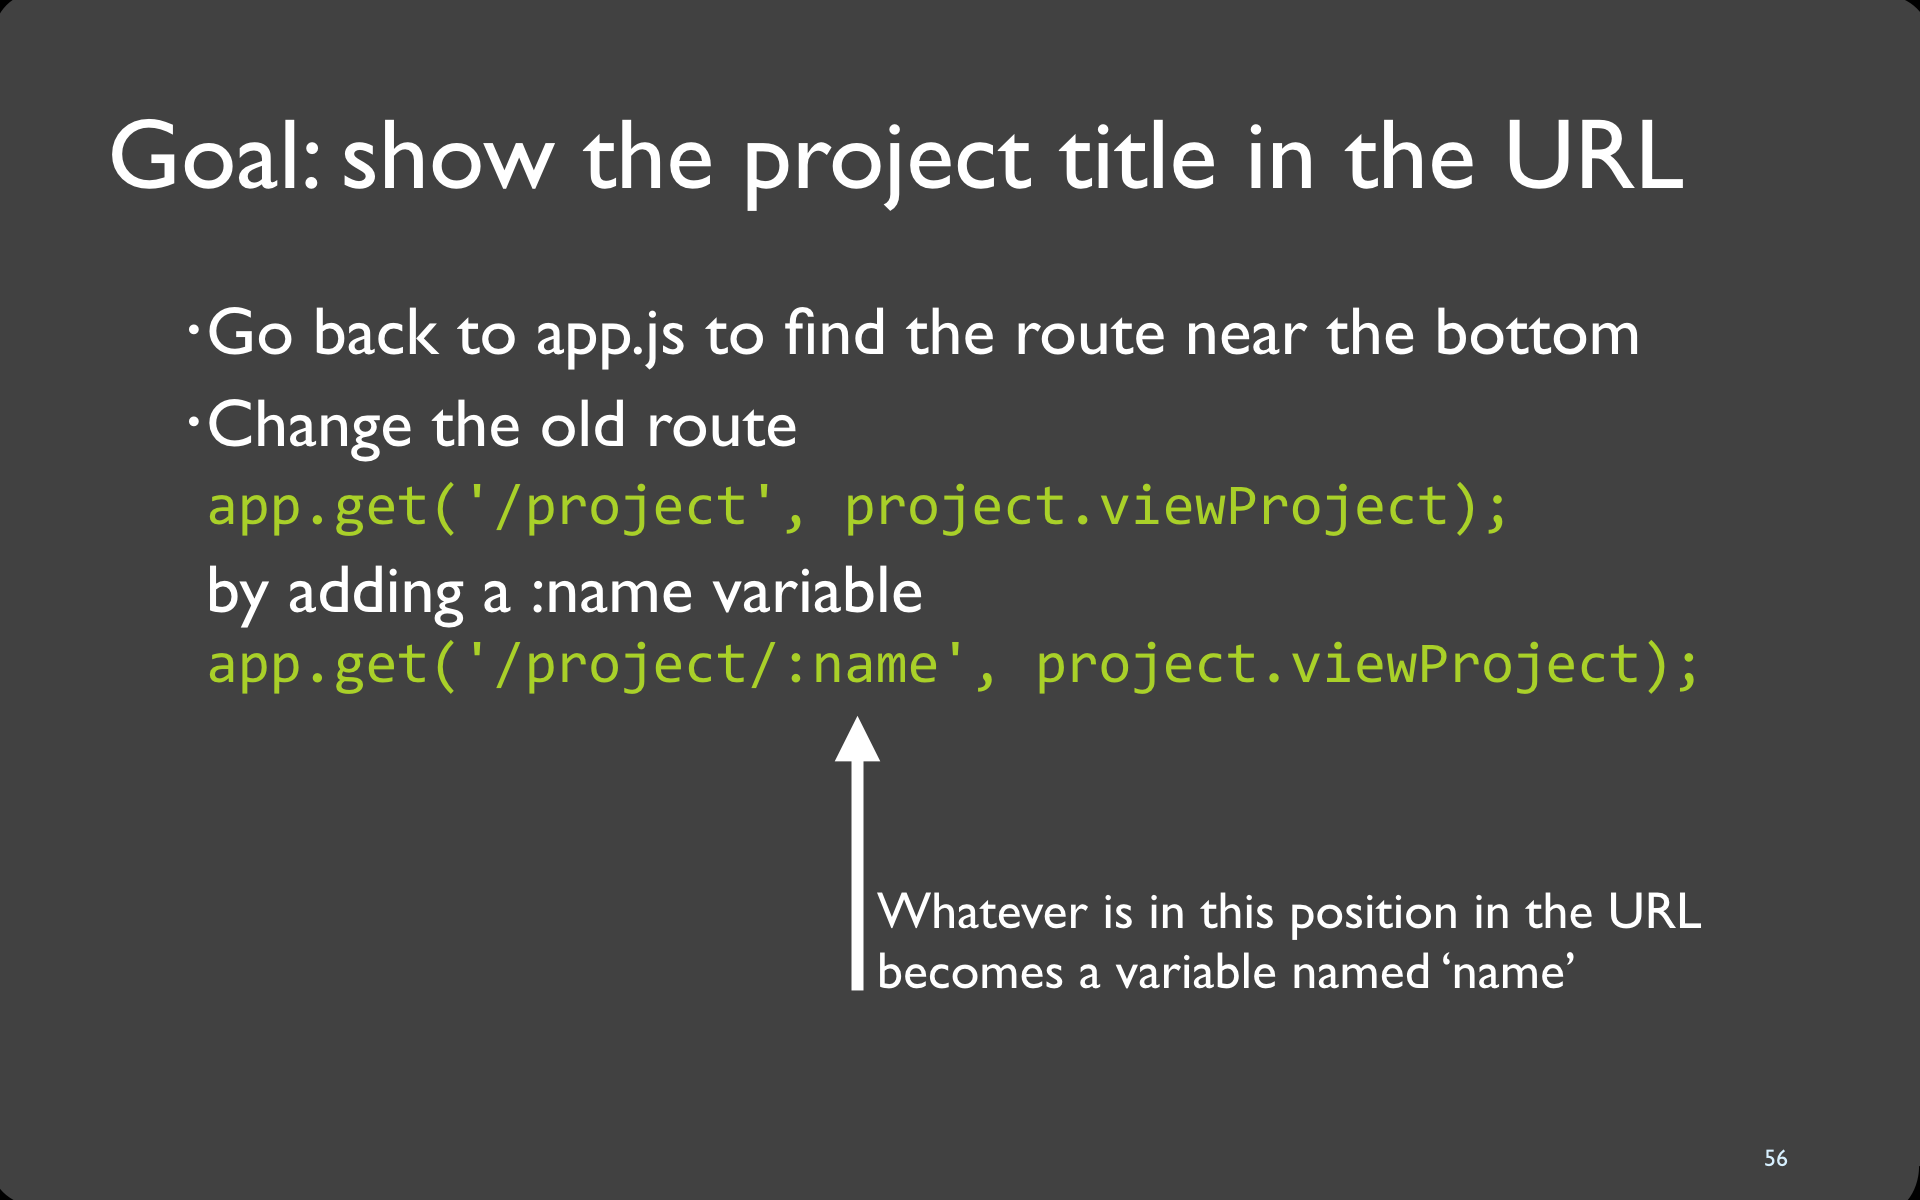 Goal: show the project title in the URL
·Go back to app.js to find the route near the bottom
·Change the old route
app.get('/project', project.viewProject);
by adding a :name variable
app.get('/project/:name', project.viewProject);
Whatever is in this position in the URL
becomes a variable named ‘name’
56